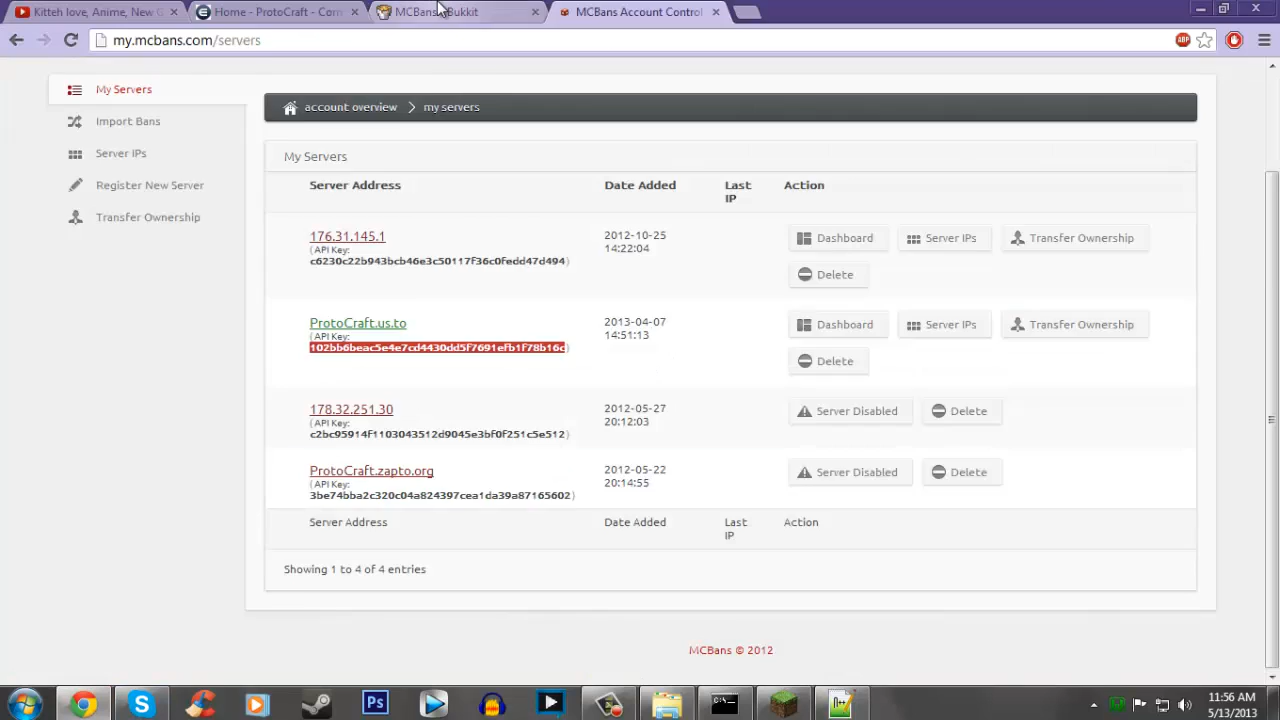 Kitteh love, Anime, New G
Home - ProtoCraft - Com
MCBans Bukkit
MCBans Account Control
my.mcbans.com/servers
ABP
My Servers
account overview > my servers
Import Bans
Server IPs
Register New Server
Transfer Ownership
My Servers
Server Address Date Added Last IP Action
176.31.145.1 2012-10-25 14:22:04 Dashboard Server IPs Transfer Ownership
(API Key:
c6230c22b943bcb46e3c50117f36c0fedd47d494)
Delete
ProtoCraft.us.to 2013-04-07 14:51:13 Dashboard Server IPs Transfer Ownership
(API Key:
102bb6beac5e4e7cd4430dd5f7691efb1f78b16c)
Delete
178.32.251.30 2012-05-27 20:12:03 Server Disabled Delete
(API Key:
c2bc95914f1103043512d9045e3bf0f251c5e512)
ProtoCraft.zapto.org 2012-05-22 20:14:55 Server Disabled Delete
(API Key:
3be74bba2c320c04a824397cea1da39a87165602)
Server Address Date Added Last IP Action
Showing 1 to 4 of 4 entries
MCBans © 2012
Ps
11:56 AM
5/13/2013